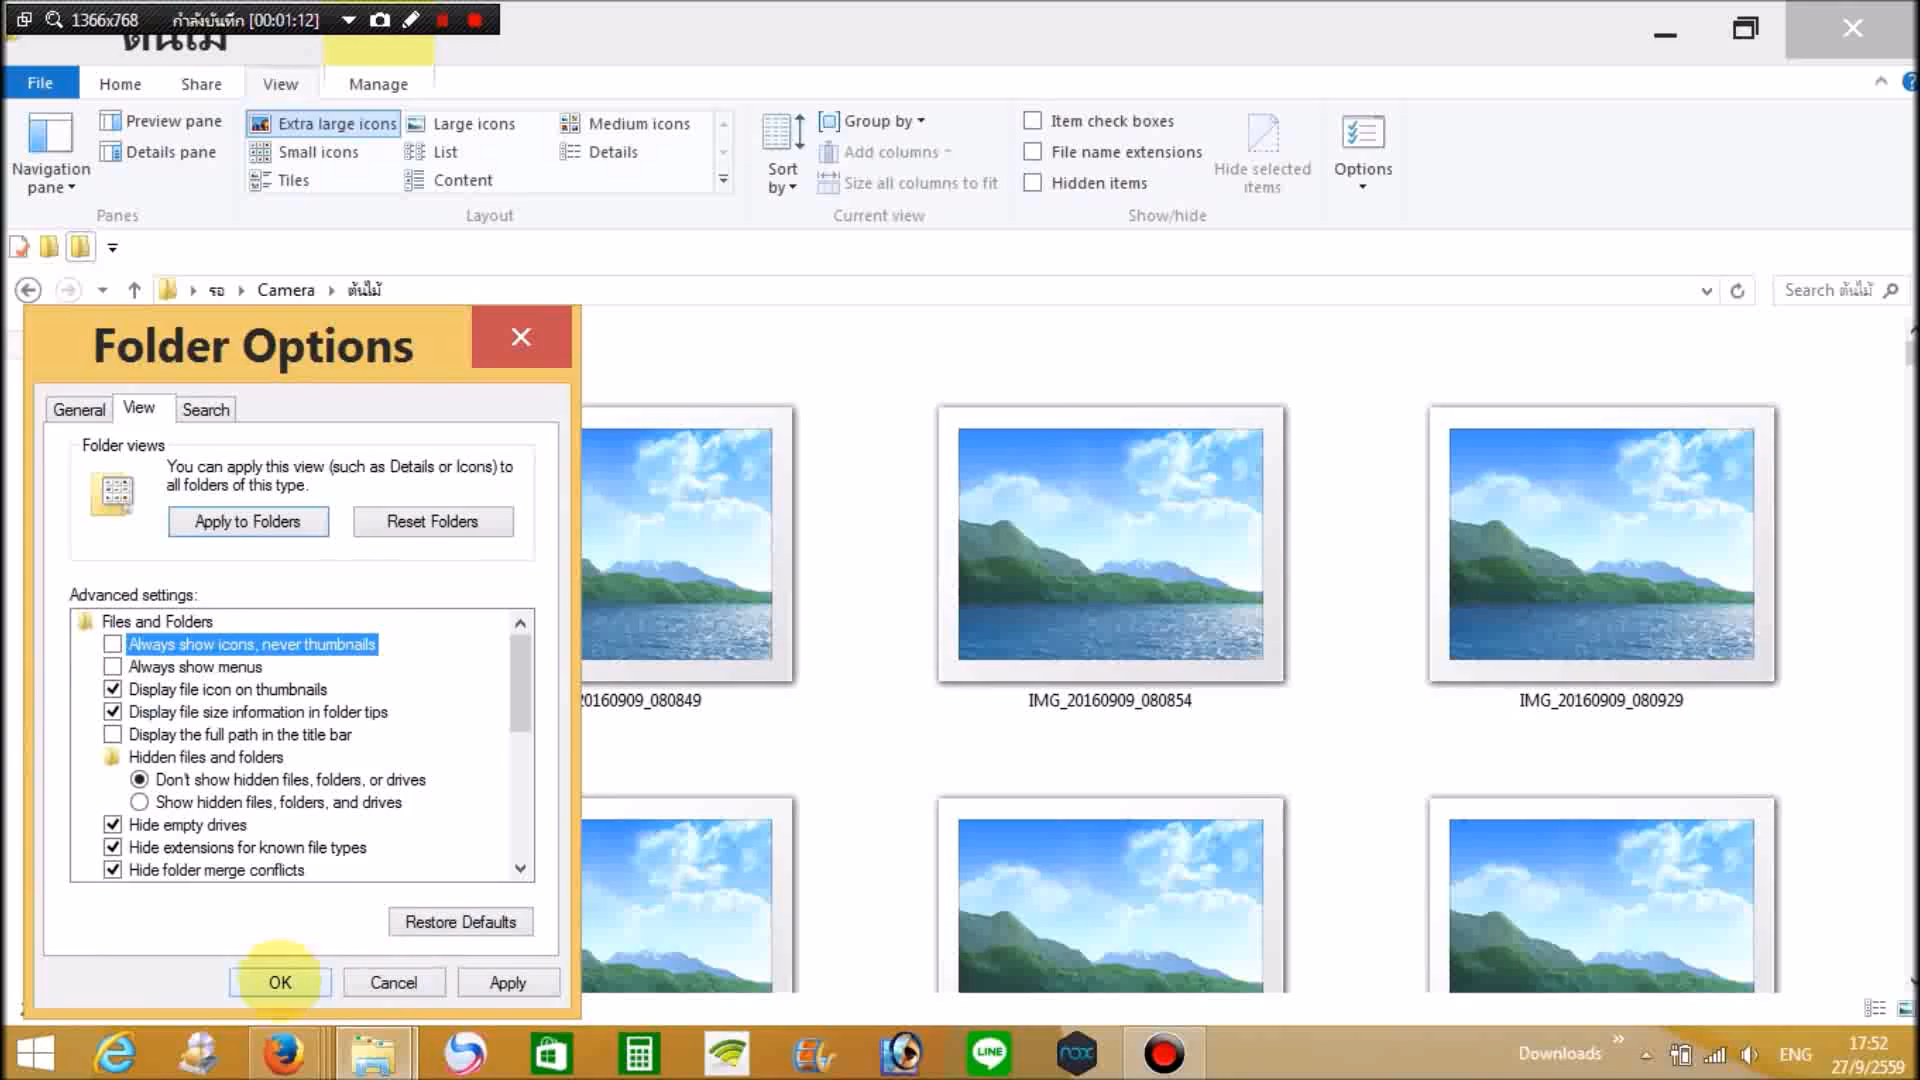 1366x768 กำลังบันทึก [00:01:12]
ต้นไม้
File Home Share View Manage
Navigation pane
Preview pane
Details pane
Panes
Extra large icons Large icons Medium icons
Small icons List Details
Tiles Content
Layout
Sort by
Group by
Add columns
Size all columns to fit
Current view
Item check boxes
File name extensions
Hidden items
Hide selected items
Show/hide
Options
รอ Camera ต้นไม้
Search ต้นไม้
Folder Options
General View Search
Folder views
You can apply this view (such as Details or Icons) to
all folders of this type.
Apply to Folders Reset Folders
Advanced settings:
Files and Folders
Always show icons, never thumbnails
Always show menus
Display file icon on thumbnails
Display file size information in folder tips
Display the full path in the title bar
Hidden files and folders
Don't show hidden files, folders, or drives
Show hidden files, folders, and drives
Hide empty drives
Hide extensions for known file types
Hide folder merge conflicts
Restore Defaults
OK Cancel Apply
20160909_080849 IMG_20160909_080854 IMG_20160909_080929
LINE
nox
Downloads
ENG
17:52
27/9/2559